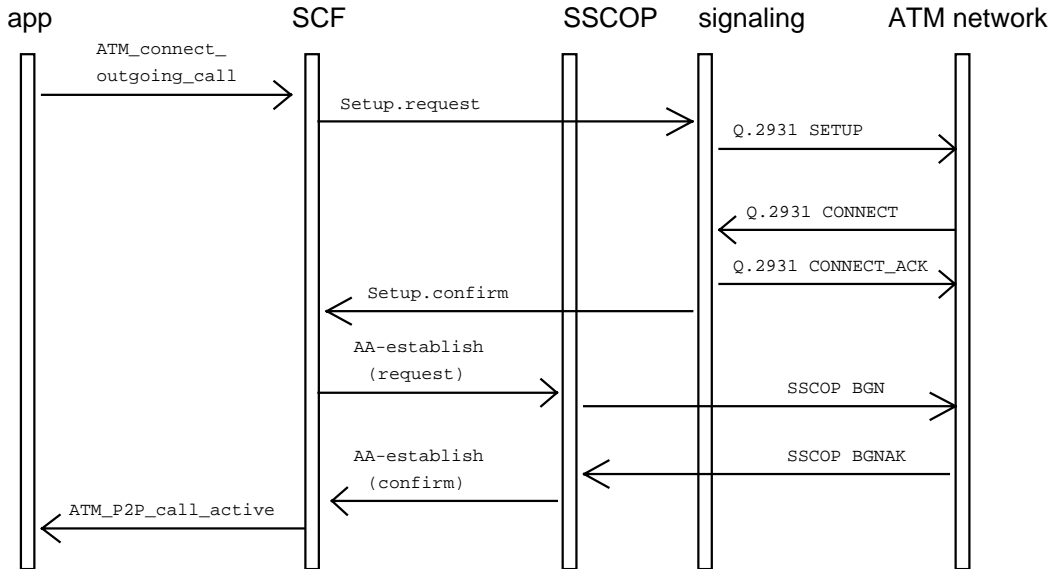 app SCF SSCOP signaling ATM network
ATM_connect_
outgoing_call
Setup.request
Q.2931 SETUP
Q.2931 CONNECT
Q.2931 CONNECT_ACK
Setup.confirm
AA-establish
(request)
SSCOP BGN
SSCOP BGNAK
AA-establish
(confirm)
ATM_P2P_call_active